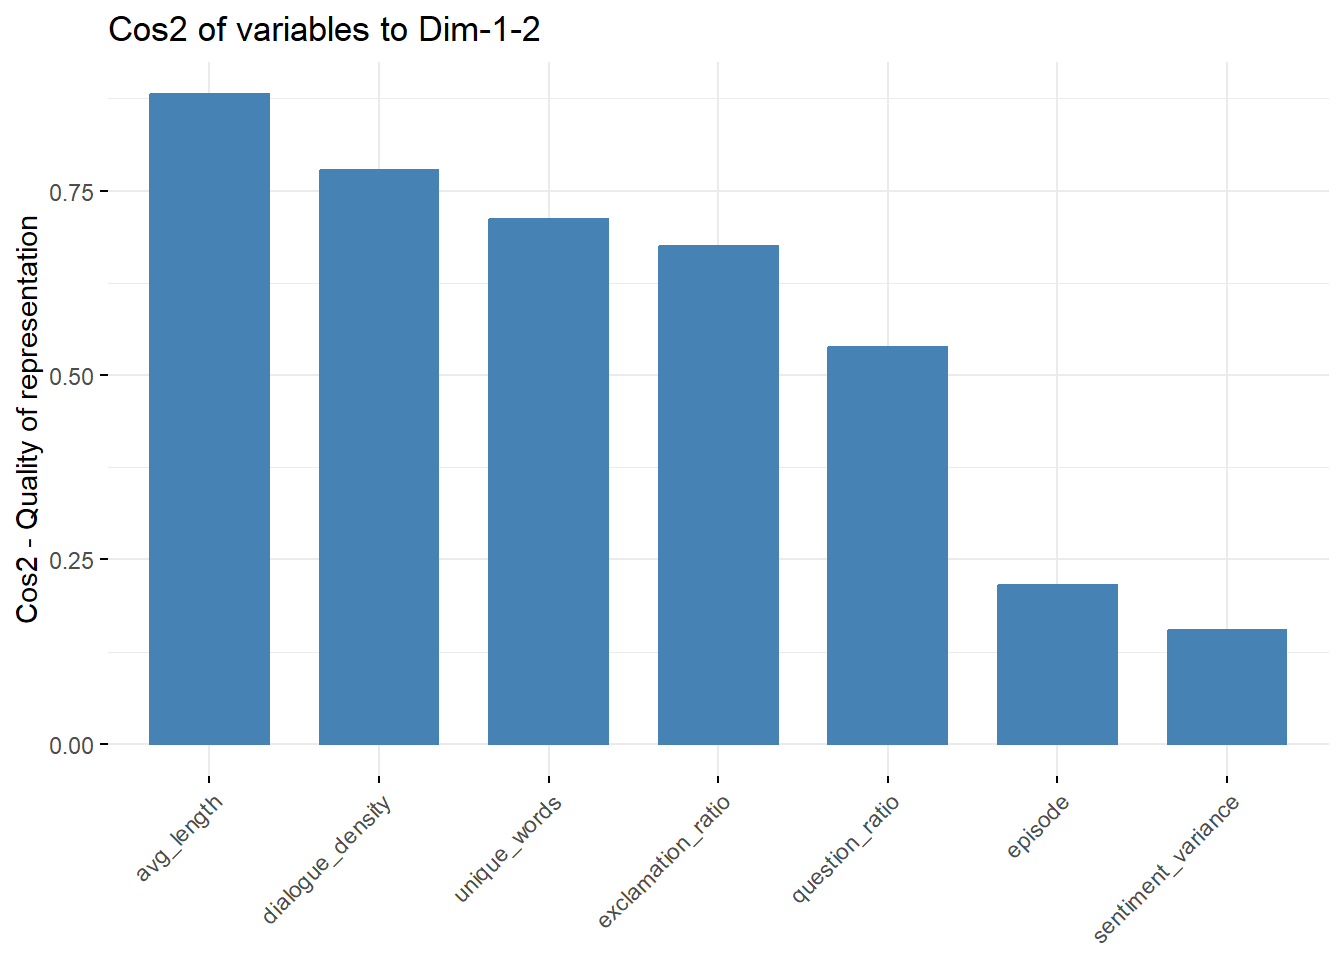 Cos2 of variables to Dim-1-2
Cos2 - Quality of representation
0.75
0.50
0.25
0.00
avg_length
dialogue_density
unique_words
exclamation_ratio
question_ratio
episode
sentiment_variance